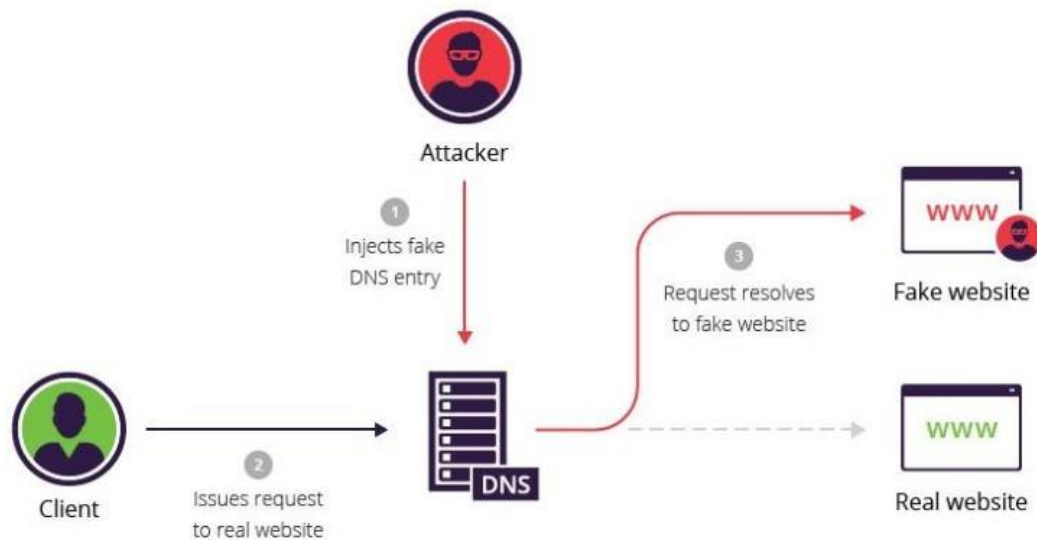 Attacker
1
Injects fake
DNS entry
www
3
Request resolves
to fake website
Fake website
Client
2
Issues request
to real website
DNS
www
Real website